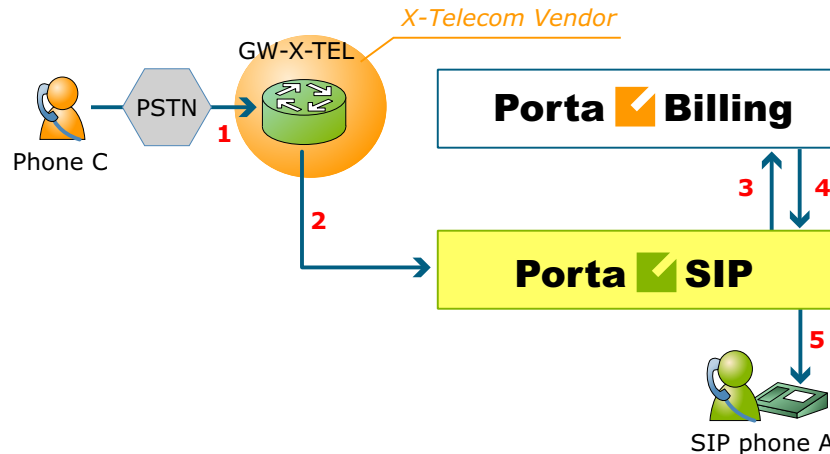 X-Telecom Vendor
GW-X-TEL
PSTN
1
Phone C
Porta Billing
2
3
4
Porta SIP
5
SIP phone A